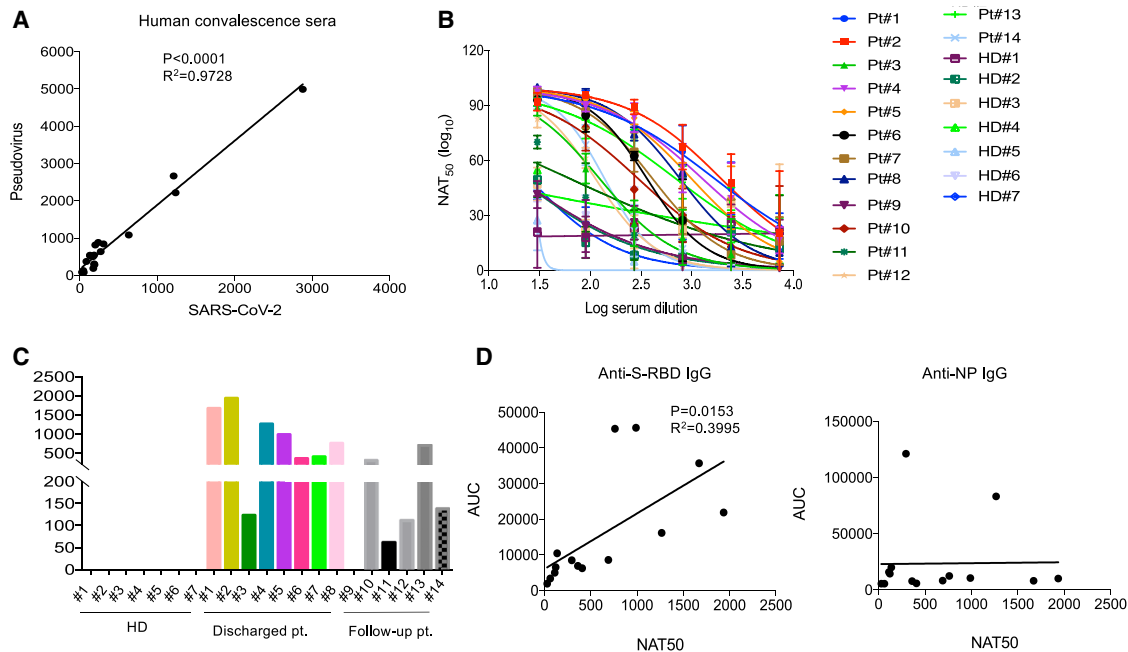 A
Human convalescence sera
P<0.0001
R²=0.9728
Pseudovirus
6000
5000
4000
3000
2000
1000
0
0 1000 2000 3000 4000
SARS-CoV-2
B
NAT₅₀ (log₁₀)
120
90
60
30
0
1.0 1.5 2.0 2.5 3.0 3.5 4.0
Log serum dilution
Pt#1
Pt#2
Pt#3
Pt#4
Pt#5
Pt#6
Pt#7
Pt#8
Pt#9
Pt#10
Pt#11
Pt#12
Pt#13
Pt#14
HD#1
HD#2
HD#3
HD#4
HD#5
HD#6
HD#7
C
2500
2000
1500
1000
500
200
150
100
50
0
#1 #2 #3 #4 #5 #6 #7 #1 #2 #3 #4 #5 #6 #7 #8 #9 #10 #11 #12 #13 #14
HD Discharged pt. Follow-up pt.
D
Anti-S-RBD IgG
P=0.0153
R²=0.3995
AUC
50000
40000
30000
20000
10000
0
0 500 1000 1500 2000 2500
NAT50
Anti-NP IgG
AUC
150000
100000
50000
0
0 500 1000 1500 2000 2500
NAT50